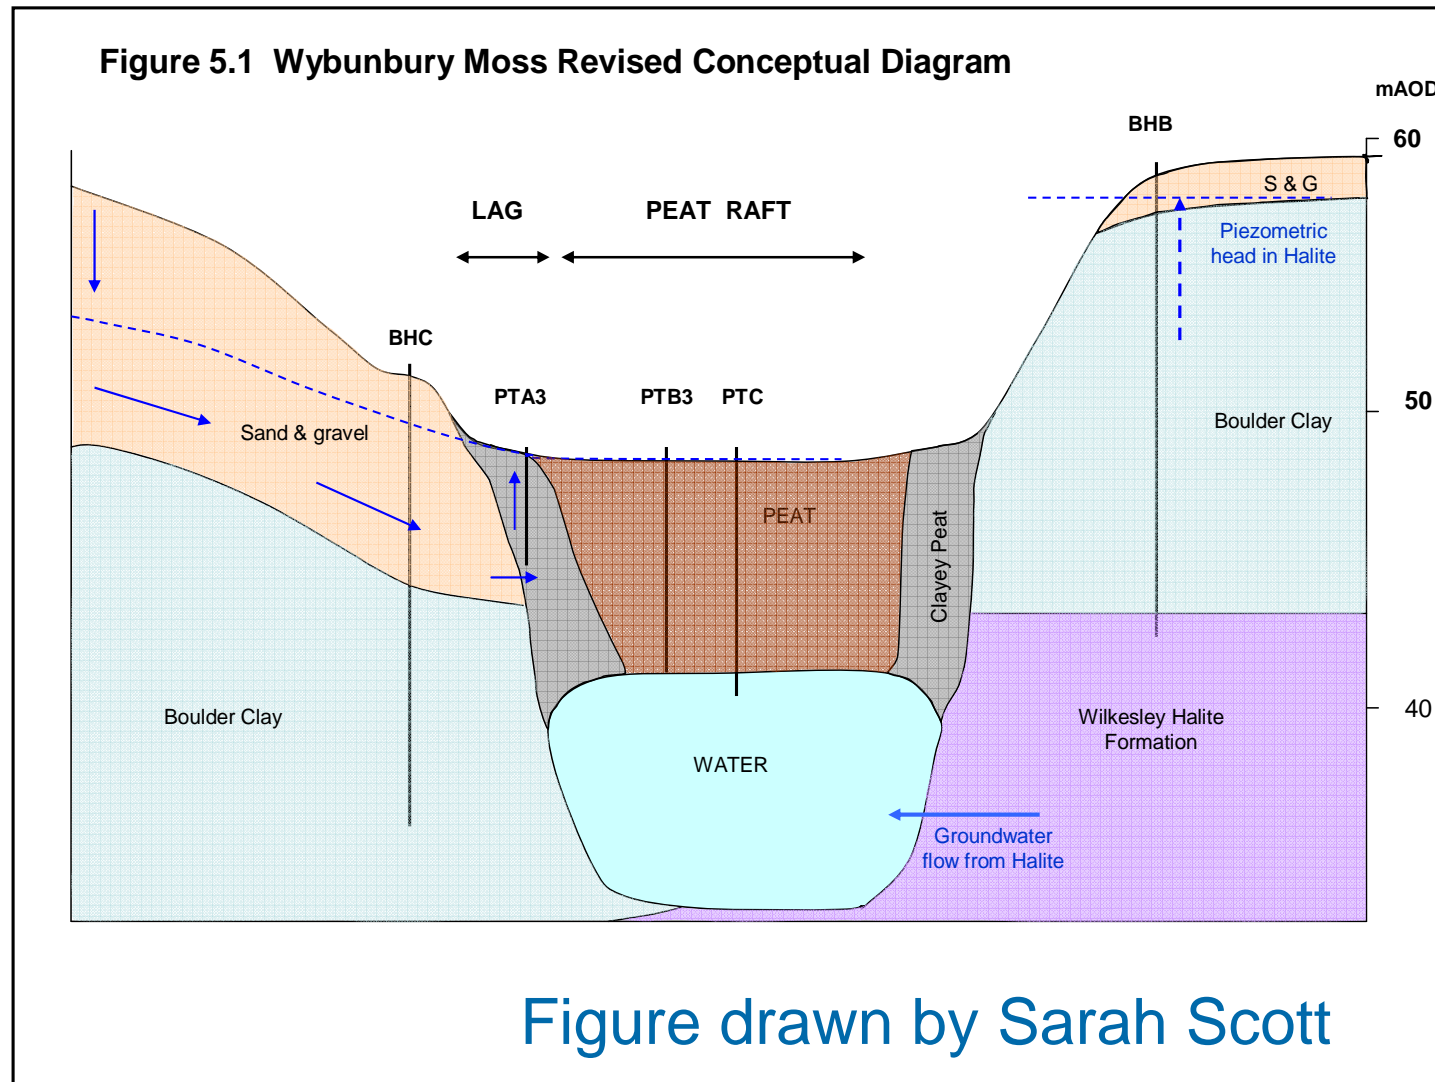 Figure 5.1 Wybunbury Moss Revised Conceptual Diagram
mAOD
60
BHB
S & G
LAG
PEAT RAFT
Piezometric
head in Halite
BHC
PTA3
PTB3
PTC
50
Sand & gravel
Boulder Clay
PEAT
Clayey Peat
40
Boulder Clay
Wilkesley Halite
Formation
WATER
Groundwater
flow from Halite
Figure drawn by Sarah Scott